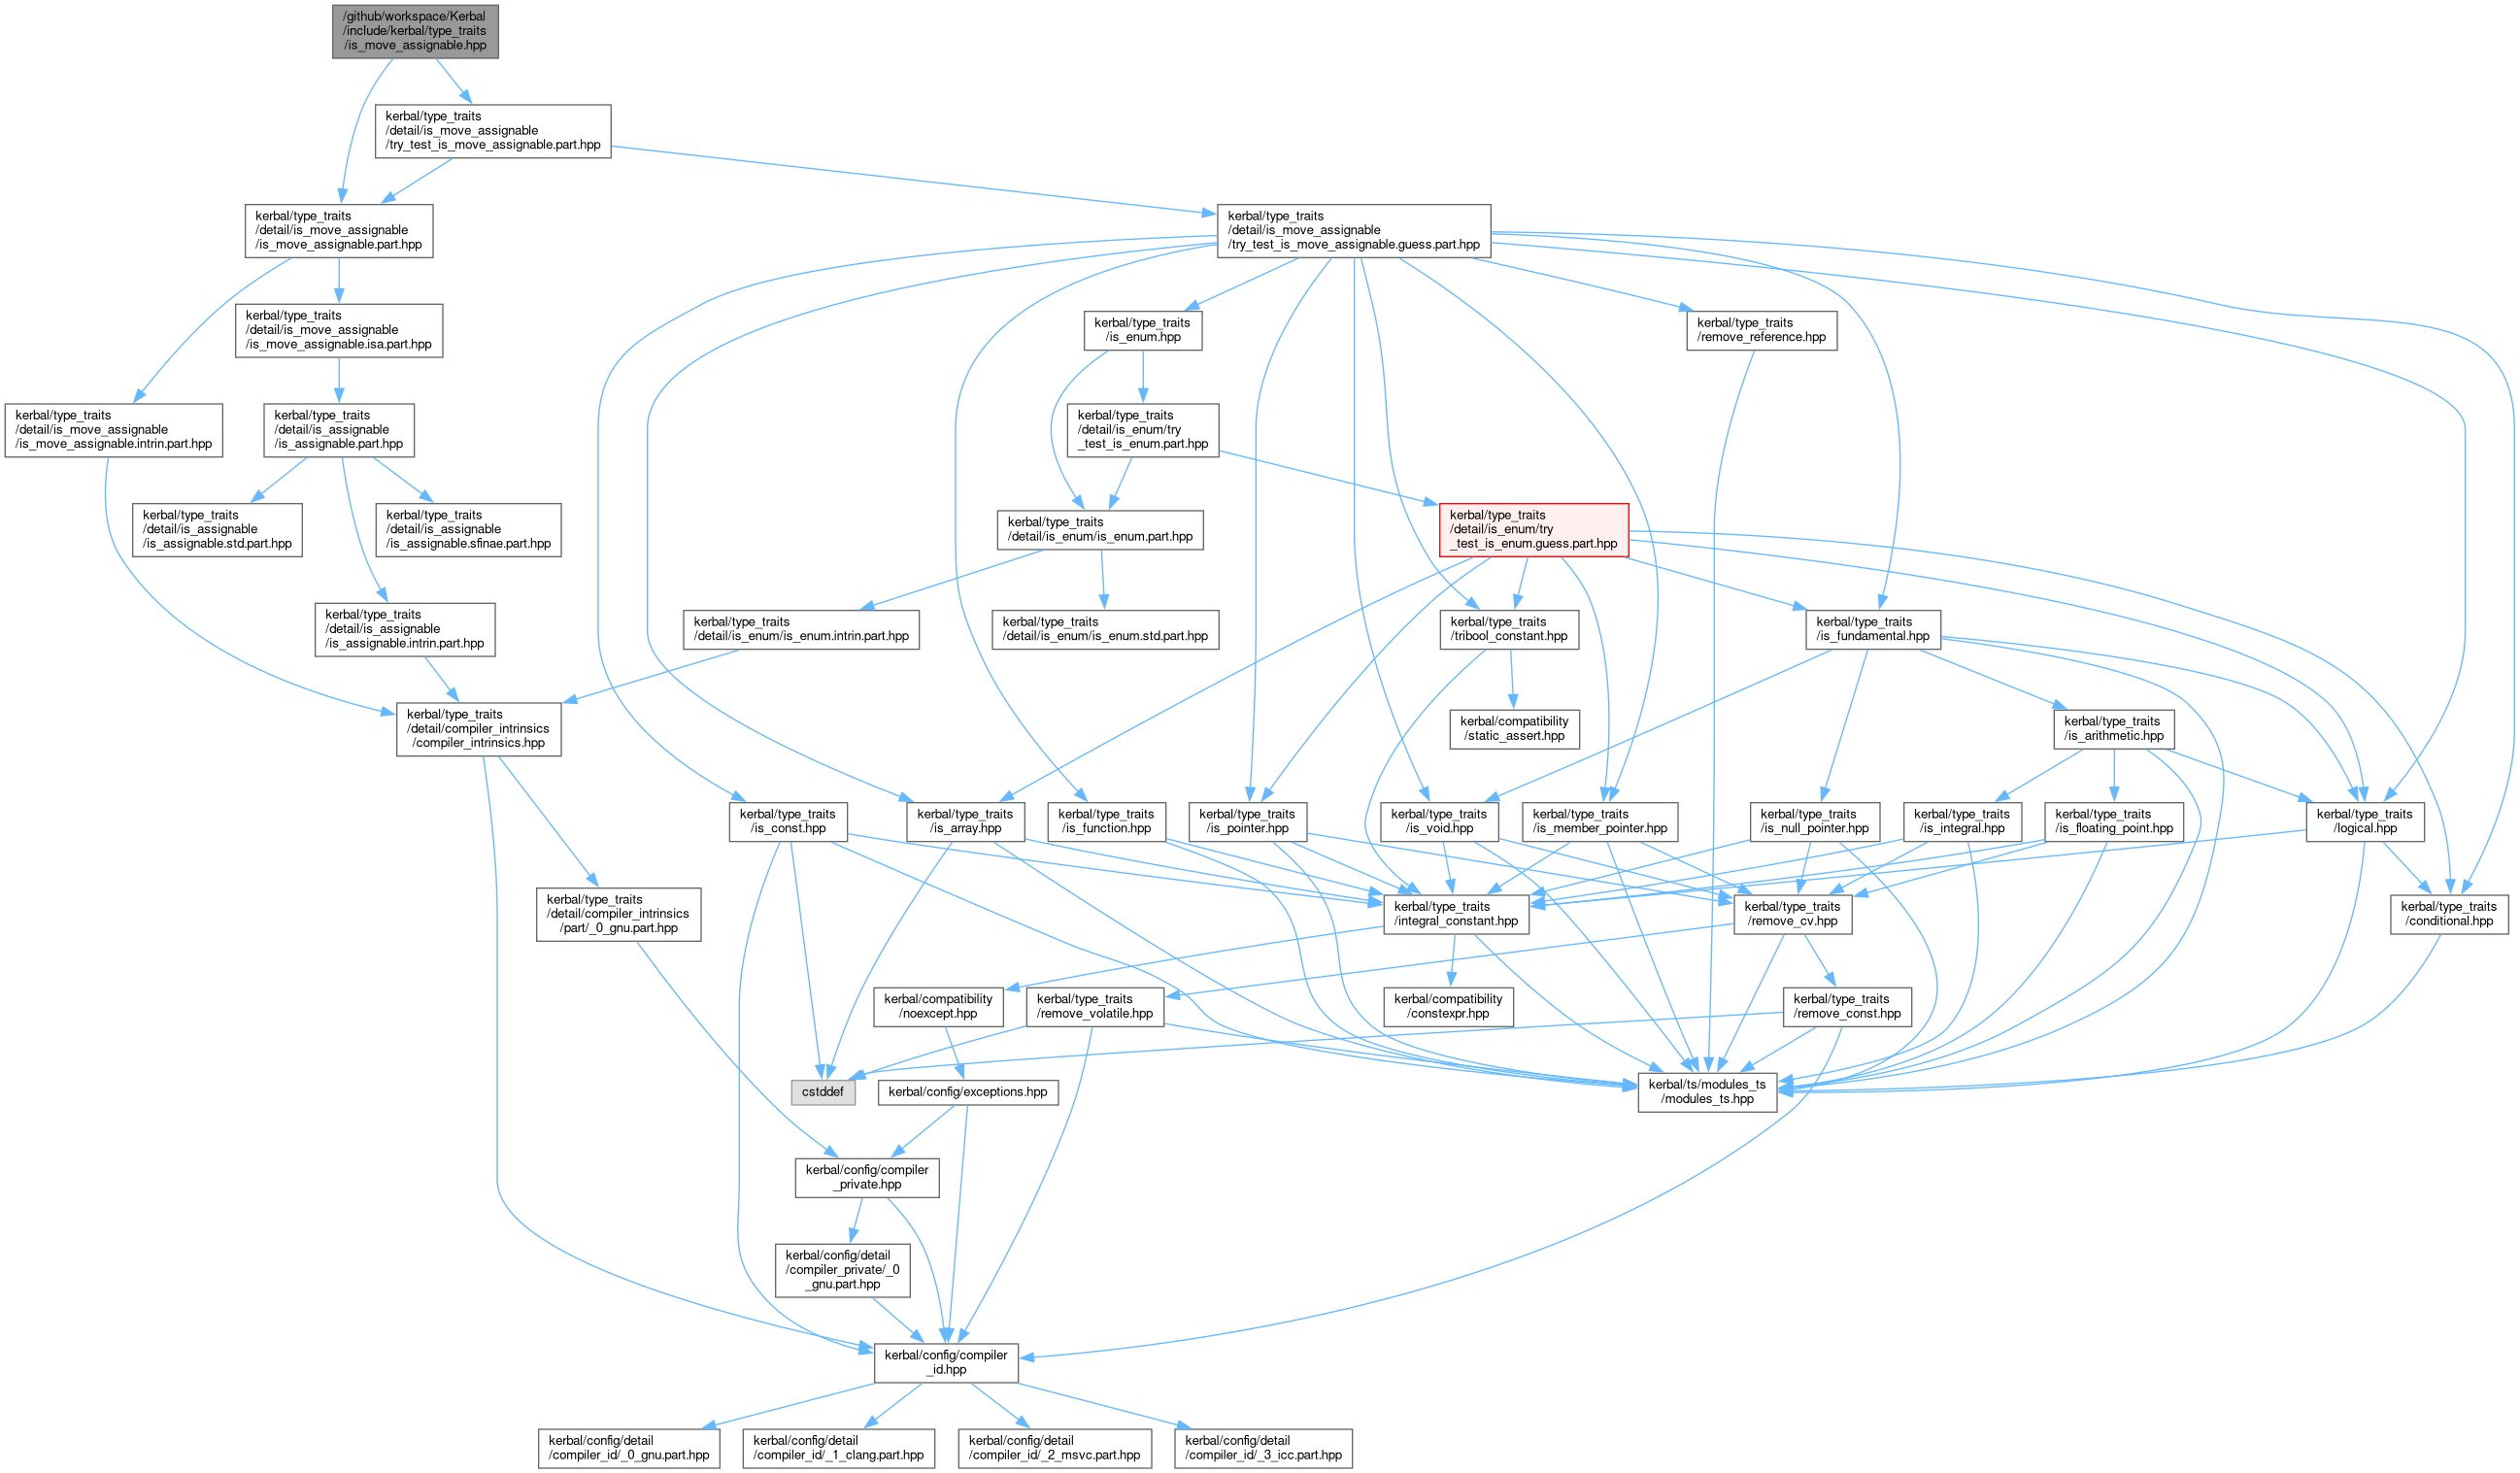 /github/workspace/Kerbal
/include/kerbal/type_traits
/is_move_assignable.hpp
kerbal/type_traits
/detail/is_move_assignable
/try_test_is_move_assignable.part.hpp
kerbal/type_traits
/detail/is_move_assignable
/is_move_assignable.part.hpp
kerbal/type_traits
/detail/is_move_assignable
/try_test_is_move_assignable.guess.part.hpp
kerbal/type_traits
/detail/is_move_assignable
/is_move_assignable.isa.part.hpp
kerbal/type_traits
/is_enum.hpp
kerbal/type_traits
/remove_reference.hpp
kerbal/type_traits
/detail/is_move_assignable
/is_move_assignable.intrin.part.hpp
kerbal/type_traits
/detail/is_assignable
/is_assignable.part.hpp
kerbal/type_traits
/detail/is_enum/try
_test_is_enum.part.hpp
kerbal/type_traits
/detail/is_assignable
/is_assignable.std.part.hpp
kerbal/type_traits
/detail/is_assignable
/is_assignable.sfinae.part.hpp
kerbal/type_traits
/detail/is_enum/is_enum.part.hpp
kerbal/type_traits
/detail/is_enum/try
_test_is_enum.guess.part.hpp
kerbal/type_traits
/detail/is_assignable
/is_assignable.intrin.part.hpp
kerbal/type_traits
/detail/is_enum/is_enum.intrin.part.hpp
kerbal/type_traits
/detail/is_enum/is_enum.std.part.hpp
kerbal/type_traits
/tribool_constant.hpp
kerbal/type_traits
/is_fundamental.hpp
kerbal/type_traits
/detail/compiler_intrinsics
/compiler_intrinsics.hpp
kerbal/compatibility
/static_assert.hpp
kerbal/type_traits
/is_arithmetic.hpp
kerbal/type_traits
/is_const.hpp
kerbal/type_traits
/is_array.hpp
kerbal/type_traits
/is_function.hpp
kerbal/type_traits
/is_pointer.hpp
kerbal/type_traits
/is_void.hpp
kerbal/type_traits
/is_member_pointer.hpp
kerbal/type_traits
/is_null_pointer.hpp
kerbal/type_traits
/is_integral.hpp
kerbal/type_traits
/is_floating_point.hpp
kerbal/type_traits
/logical.hpp
kerbal/type_traits
/detail/compiler_intrinsics
/part/_0_gnu.part.hpp
kerbal/type_traits
/integral_constant.hpp
kerbal/type_traits
/remove_cv.hpp
kerbal/type_traits
/conditional.hpp
kerbal/compatibility
/noexcept.hpp
kerbal/type_traits
/remove_volatile.hpp
kerbal/compatibility
/constexpr.hpp
kerbal/type_traits
/remove_const.hpp
cstddef
kerbal/config/exceptions.hpp
kerbal/ts/modules_ts
/modules_ts.hpp
kerbal/config/compiler
_private.hpp
kerbal/config/detail
/compiler_private/_0
_gnu.part.hpp
kerbal/config/compiler
_id.hpp
kerbal/config/detail
/compiler_id/_0_gnu.part.hpp
kerbal/config/detail
/compiler_id/_1_clang.part.hpp
kerbal/config/detail
/compiler_id/_2_msvc.part.hpp
kerbal/config/detail
/compiler_id/_3_icc.part.hpp